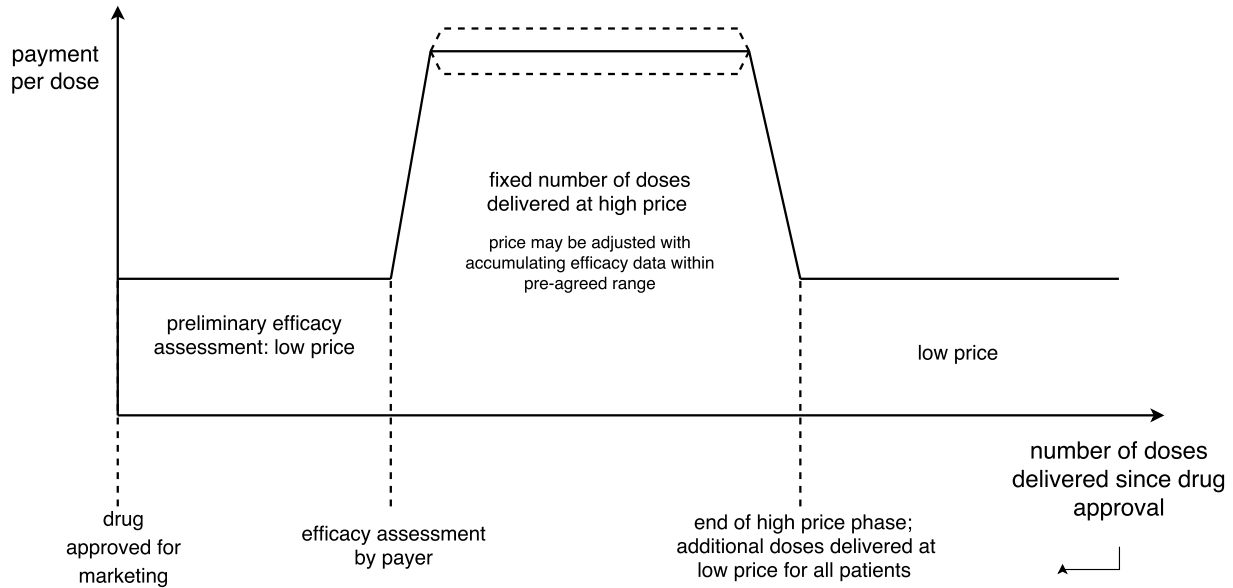 payment
per dose
fixed number of doses
delivered at high price
price may be adjusted with
accumulating efficacy data within
pre-agreed range
preliminary efficacy
assessment: low price
low price
number of doses
delivered since drug
approval
drug
approved for
marketing
efficacy assessment
by payer
end of high price phase;
additional doses delivered at
low price for all patients